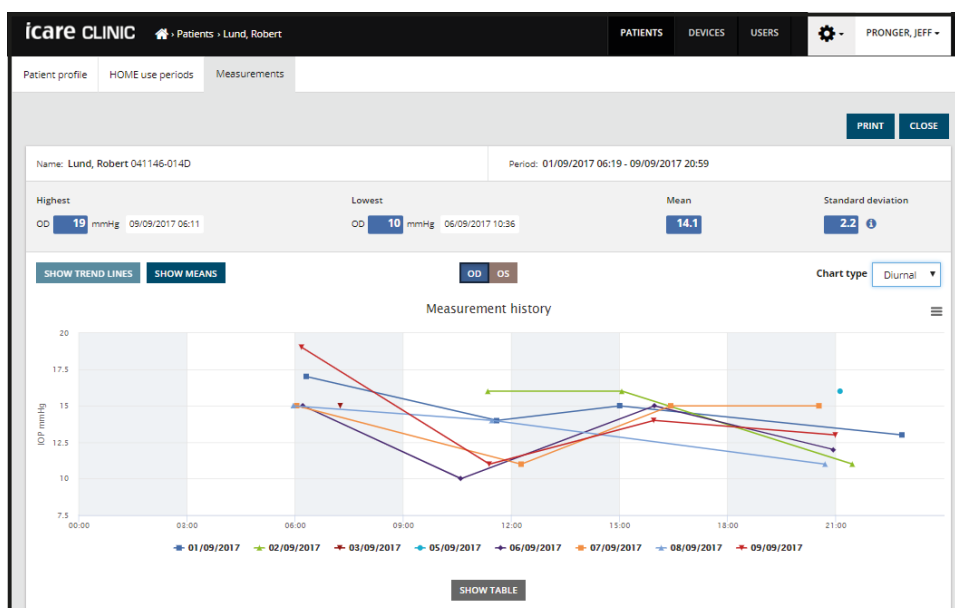 icare CLINIC › Patients › Lund, Robert PATIENTS DEVICES USERS PRONGER, JEFF
Patient profile HOME use periods Measurements
PRINT CLOSE
Name: Lund, Robert 041146-014D Period: 01/09/2017 06:19 - 09/09/2017 20:59
Highest Lowest Mean Standard deviation
OD 19 mmHg 09/09/2017 06:11 OD 10 mmHg 06/09/2017 10:36 14.1 2.2 i
SHOW TREND LINES SHOW MEANS OD OS Chart type Diurnal
Measurement history
IOP mmHg
20
17.5
15
12.5
10
7.5
00:00 03:00 06:00 09:00 12:00 15:00 18:00 21:00
01/09/2017 02/09/2017 03/09/2017 05/09/2017 06/09/2017 07/09/2017 08/09/2017 09/09/2017
SHOW TABLE